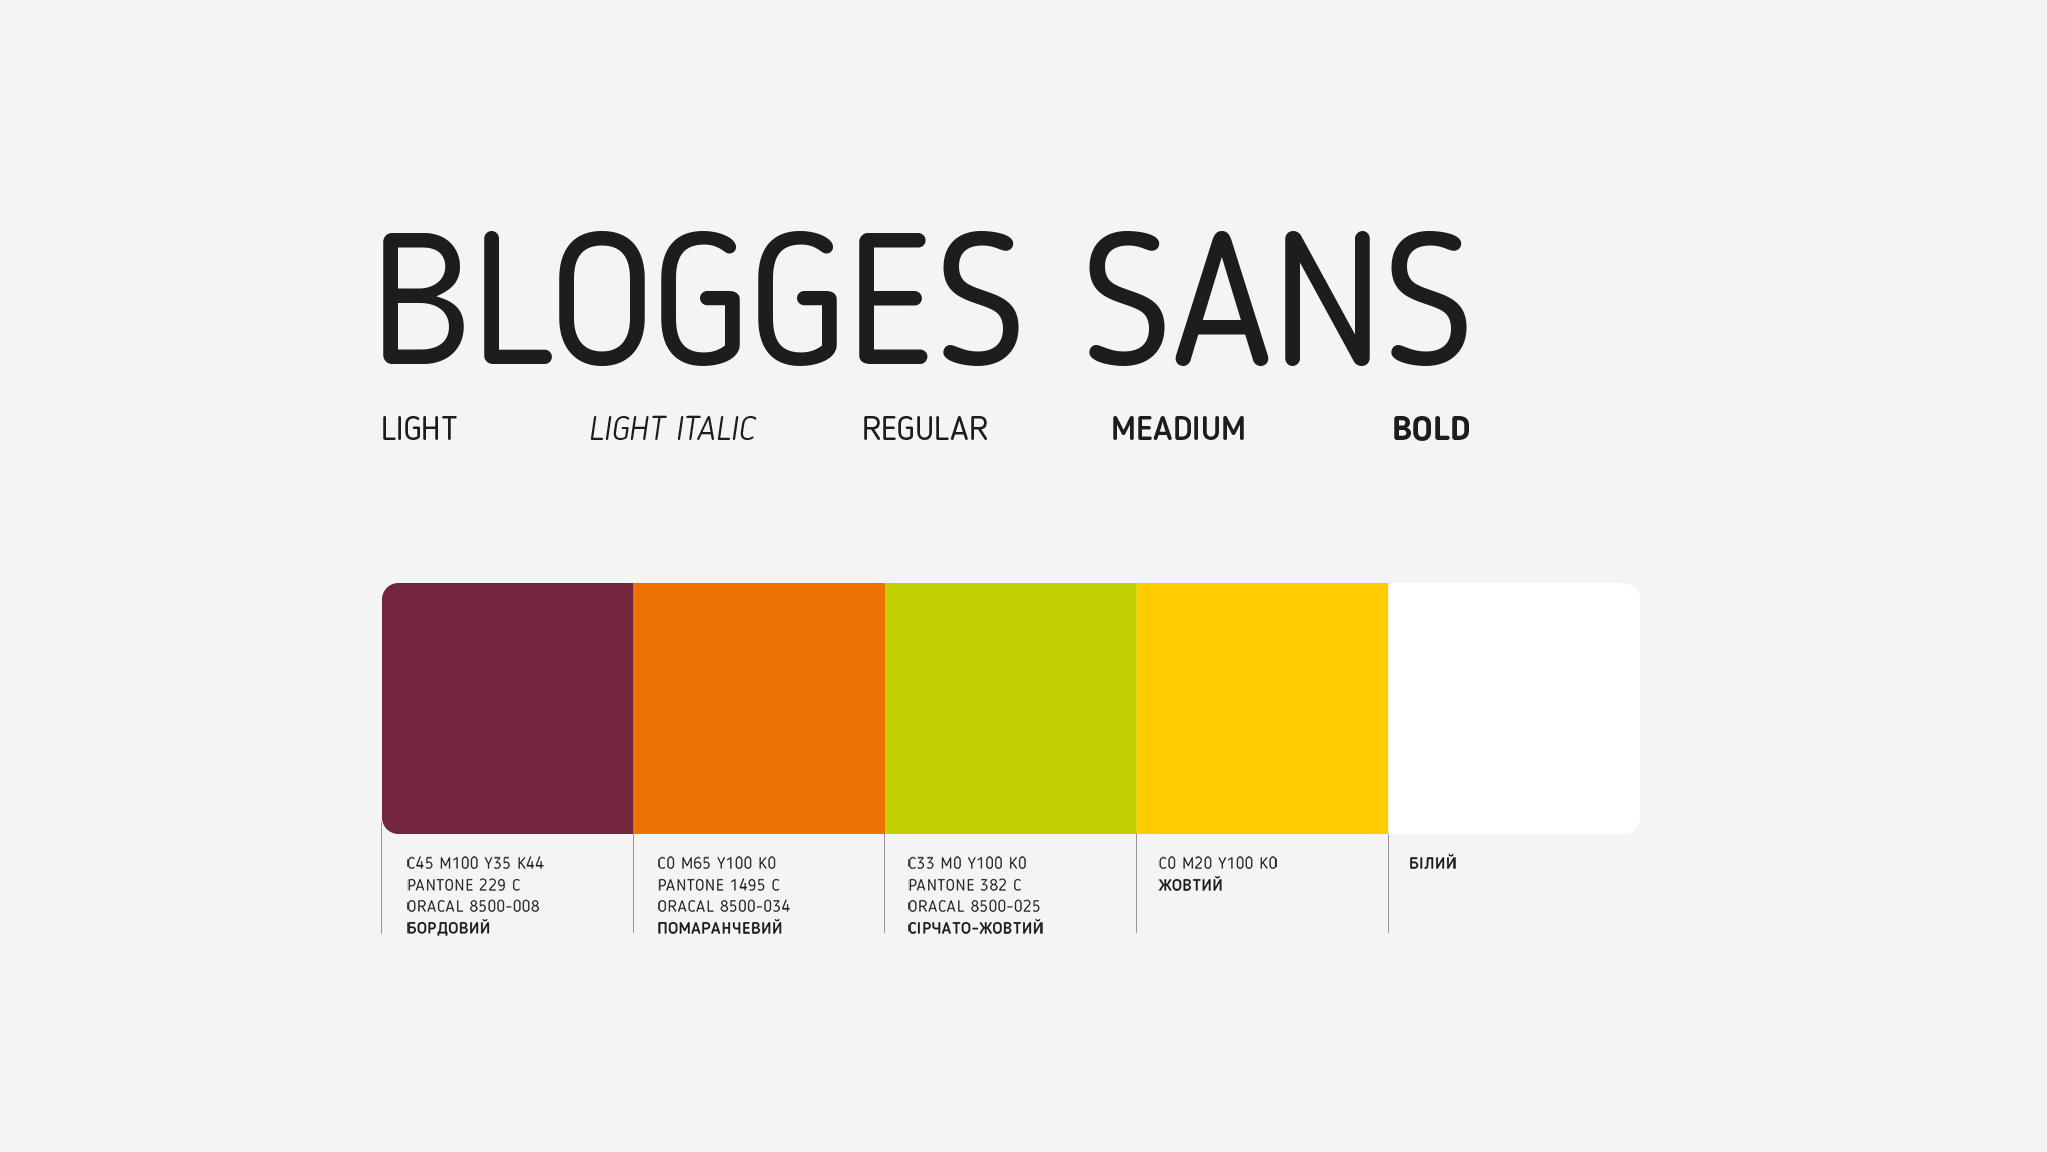 BLOGGES SANS
LIGHT LIGHT ITALIC REGULAR MEADIUM BOLD
C45 M100 Y35 K44
PANTONE 229 C
ORACAL 8500-008
БОРДОВИЙ
C0 M65 Y100 K0
PANTONE 1495 C
ORACAL 8500-034
ПОМАРАНЧЕВИЙ
C33 M0 Y100 K0
PANTONE 382 C
ORACAL 8500-025
СІРЧАТО-ЖОВТИЙ
C0 M20 Y100 K0
ЖОВТИЙ
БІЛИЙ